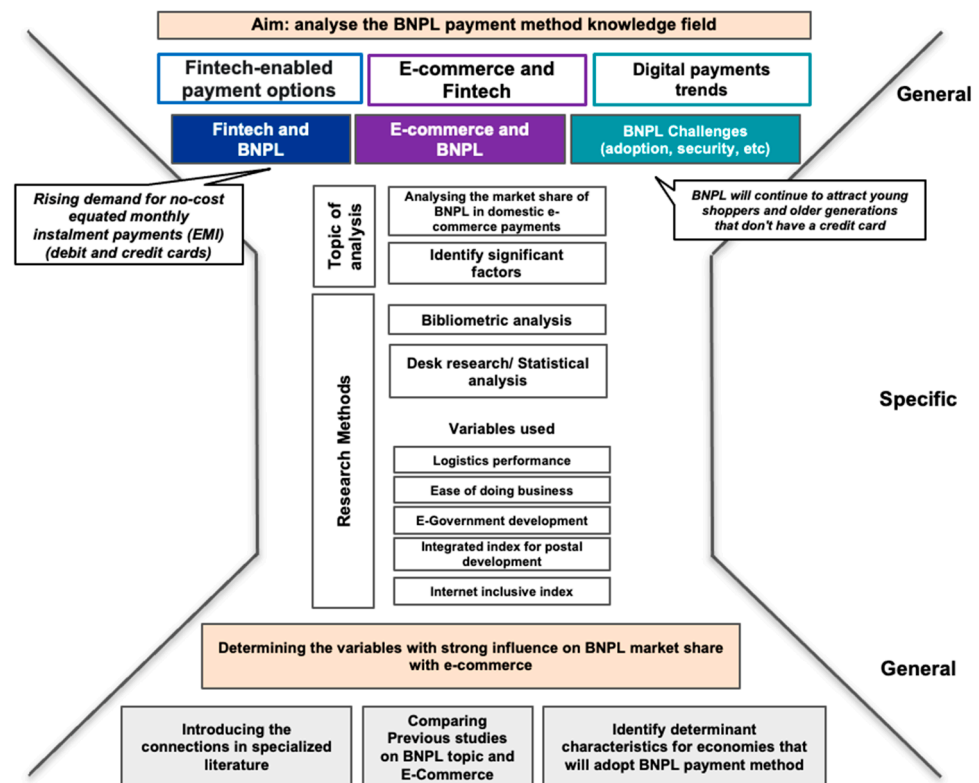 Aim: analyse the BNPL payment method knowledge field
Fintech-enabled
payment options
E-commerce and
Fintech
Digital payments
trends
General
Fintech and
BNPL
E-commerce and
BNPL
BNPL Challenges
(adoption, security, etc)
Rising demand for no-cost
equated monthly
instalment payments (EMI)
(debit and credit cards)
BNPL will continue to attract young
shoppers and older generations
that don't have a credit card
Topic of
analysis
Analysing the market share of
BNPL in domestic e-
commerce payments
Identify significant
factors
Research Methods
Bibliometric analysis
Desk research/ Statistical
analysis
Specific
Variables used
Logistics performance
Ease of doing business
E-Government development
Integrated index for postal
development
Internet inclusive index
Determining the variables with strong influence on BNPL market share
with e-commerce
General
Introducing the
connections in specialized
literature
Comparing
Previous studies
on BNPL topic and
E-Commerce
Identify determinant
characteristics for economies that
will adopt BNPL payment method